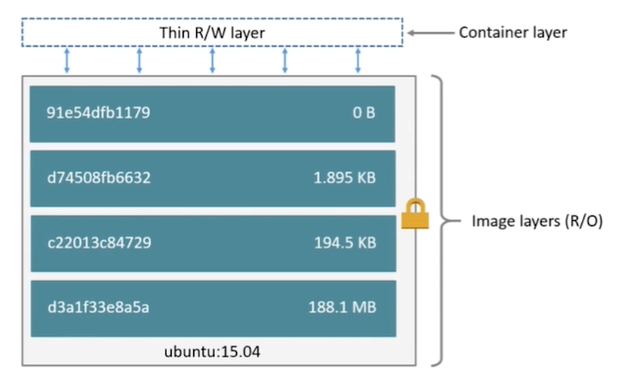 Thin R/W layer
Container layer
91e54dfb1179 0 B
d74508fb6632 1.895 KB
c22013c84729 194.5 KB
Image layers (R/O)
d3a1f33e8a5a 188.1 MB
ubuntu:15.04